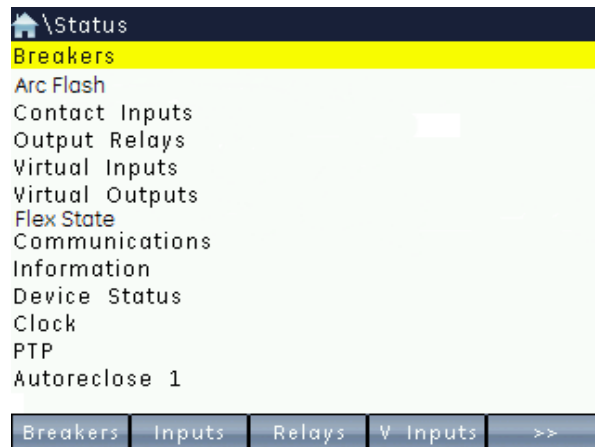 \Status
Breakers
Arc Flash
Contact Inputs
Output Relays
Virtual Inputs
Virtual Outputs
Flex State
Communications
Information
Device Status
Clock
PTP
Autoreclose 1
Breakers Inputs Relays V Inputs >>